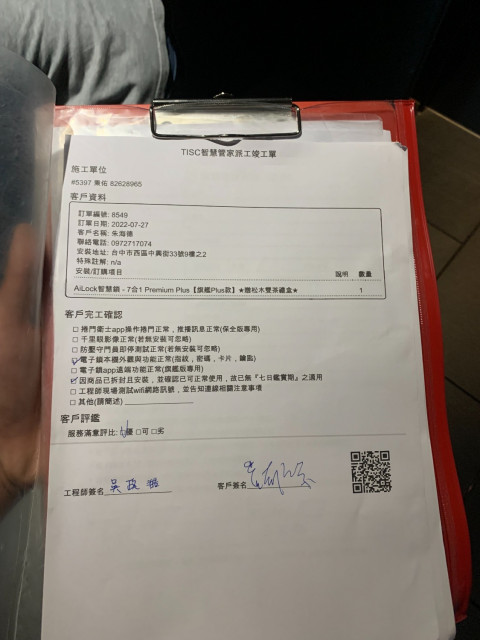 TISC智慧管家派工竣工單
施工單位
#5397 秉佑 82828965
客戶資料
訂單編號: 8549
訂單日期: 2022-07-27
客戶名稱: 朱海德
聯絡電話: 0972717074
安裝地址: 台中市西區中興街33號9樓之2
特殊註解: n/a
安裝/訂購項目 說明 數量
AiLock智慧鎖 - 7合1 Premium Plus【旗艦Plus款】★贈松木雙茶禮盒★ 1
客戶完工確認
□ 捲門衛士app操作捲門正常，推播訊息正常(保全版專用)
□ 千里眼影像正常(若無安裝可忽略)
□ 防壓守門員即停測試正常(若無安裝可忽略)
☑ 電子鎖本機外觀與功能正常(指紋，密碼，卡片，鑰匙)
□ 電子鎖app遠端功能正常(旗艦版專用)
☑ 因商品已拆封且安裝，並確認已可正常使用，故已無『七日鑑賞期』之適用
□ 工程師現場測試wifi網路訊號，並告知連線相關注意事項
□ 其他(請簡述)
客戶評鑑
服務滿意評比: ☑優 □可 □劣
工程師簽名 吳政
客戶簽名